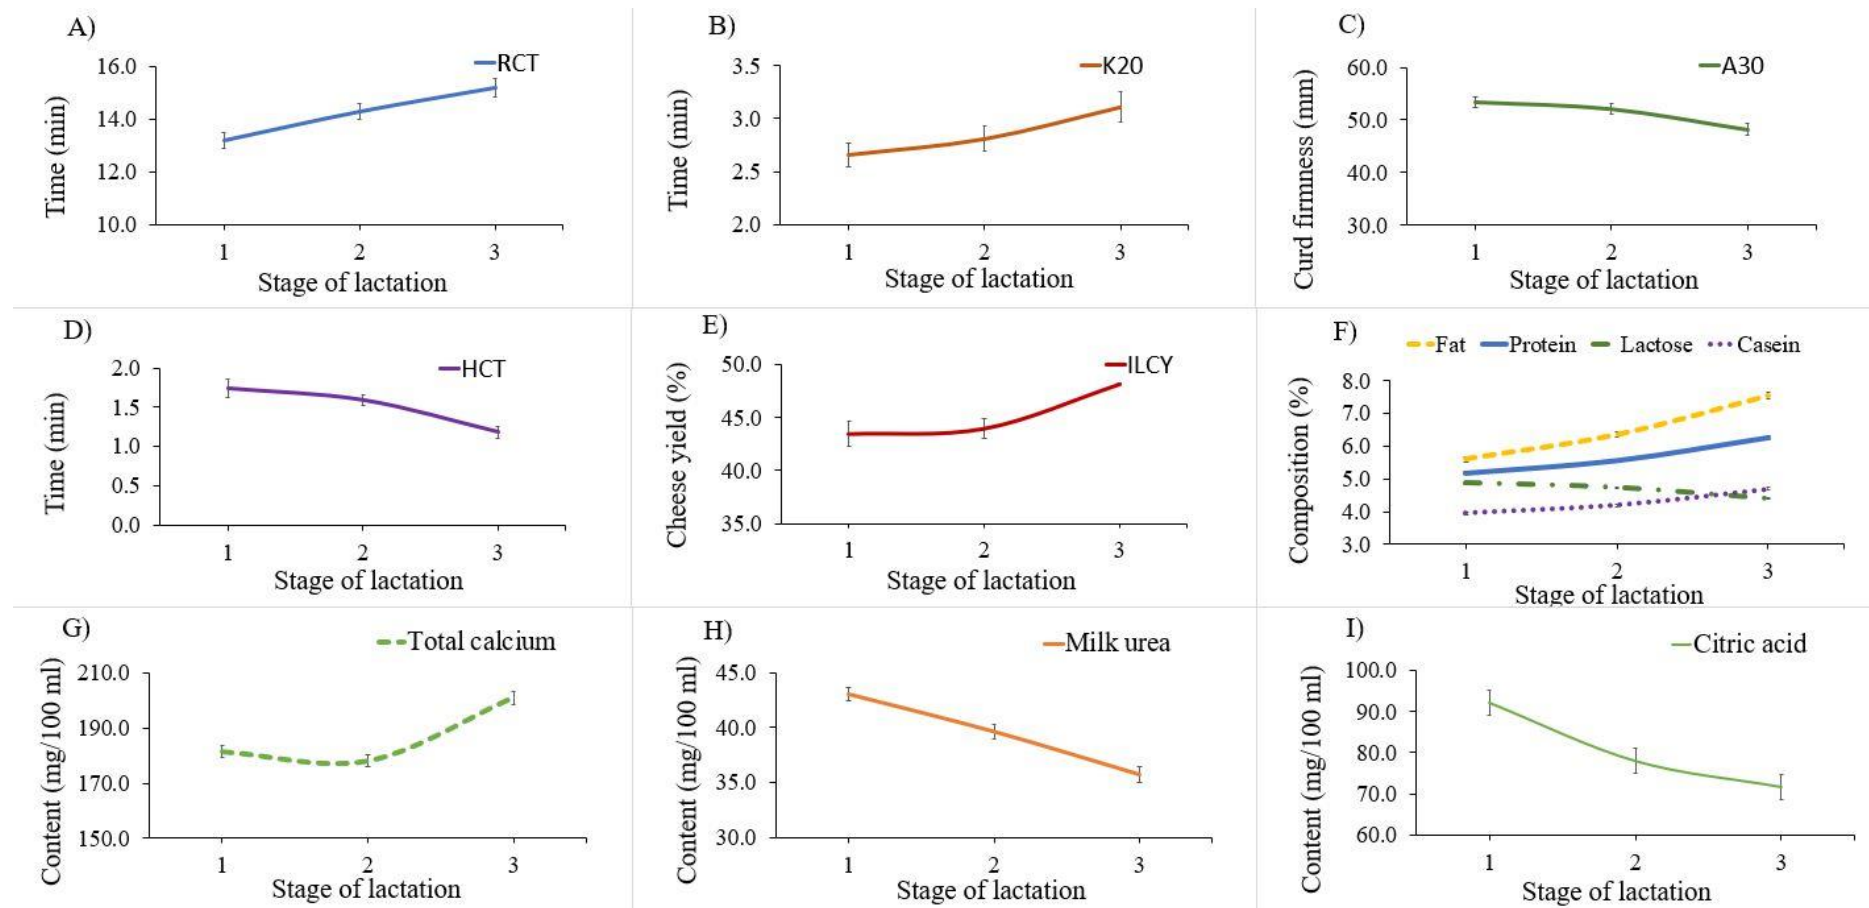 A)
RCT
16.0
14.0
12.0
10.0
Time (min)
1 2 3
Stage of lactation
B)
K20
3.5
3.0
2.5
2.0
Time (min)
1 2 3
Stage of lactation
C)
A30
60.0
50.0
40.0
30.0
Curd firmness (mm)
1 2 3
Stage of lactation
D)
HCT
2.0
1.5
1.0
0.5
0.0
Time (min)
1 2 3
Stage of lactation
E)
ILCY
50.0
45.0
40.0
35.0
Cheese yield (%)
1 2 3
Stage of lactation
F)
Fat Protein Lactose Casein
8.0
7.0
6.0
5.0
4.0
3.0
Composition (%)
1 2 3
Stage of lactation
G)
Total calcium
210.0
190.0
170.0
150.0
Content (mg/100 ml)
1 2 3
Stage of lactation
H)
Milk urea
45.0
40.0
35.0
30.0
Content (mg/100 ml)
1 2 3
Stage of lactation
I)
Citric acid
100.0
90.0
80.0
70.0
60.0
Content (mg/100 ml)
1 2 3
Stage of lactation